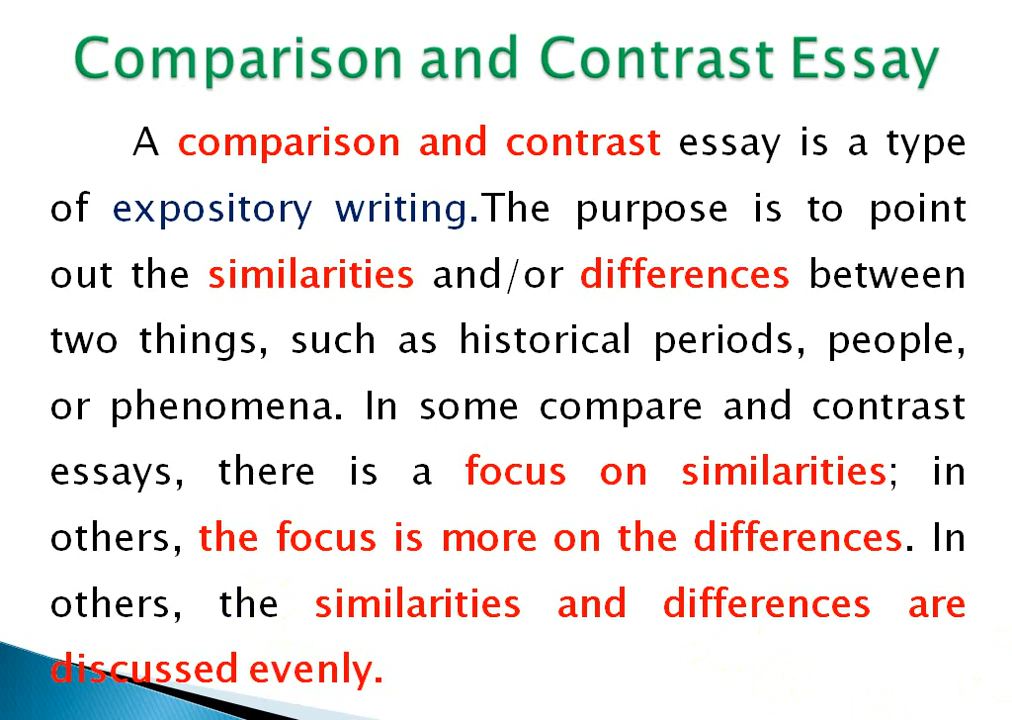 Comparison and Contrast Essay
A comparison and contrast essay is a type
of expository writing.The purpose is to point
out the similarities and/or differences between
two things, such as historical periods, people,
or phenomena. In some compare and contrast
essays, there is a focus on similarities; in
others, the focus is more on the differences. In
others, the similarities and differences are
discussed evenly.